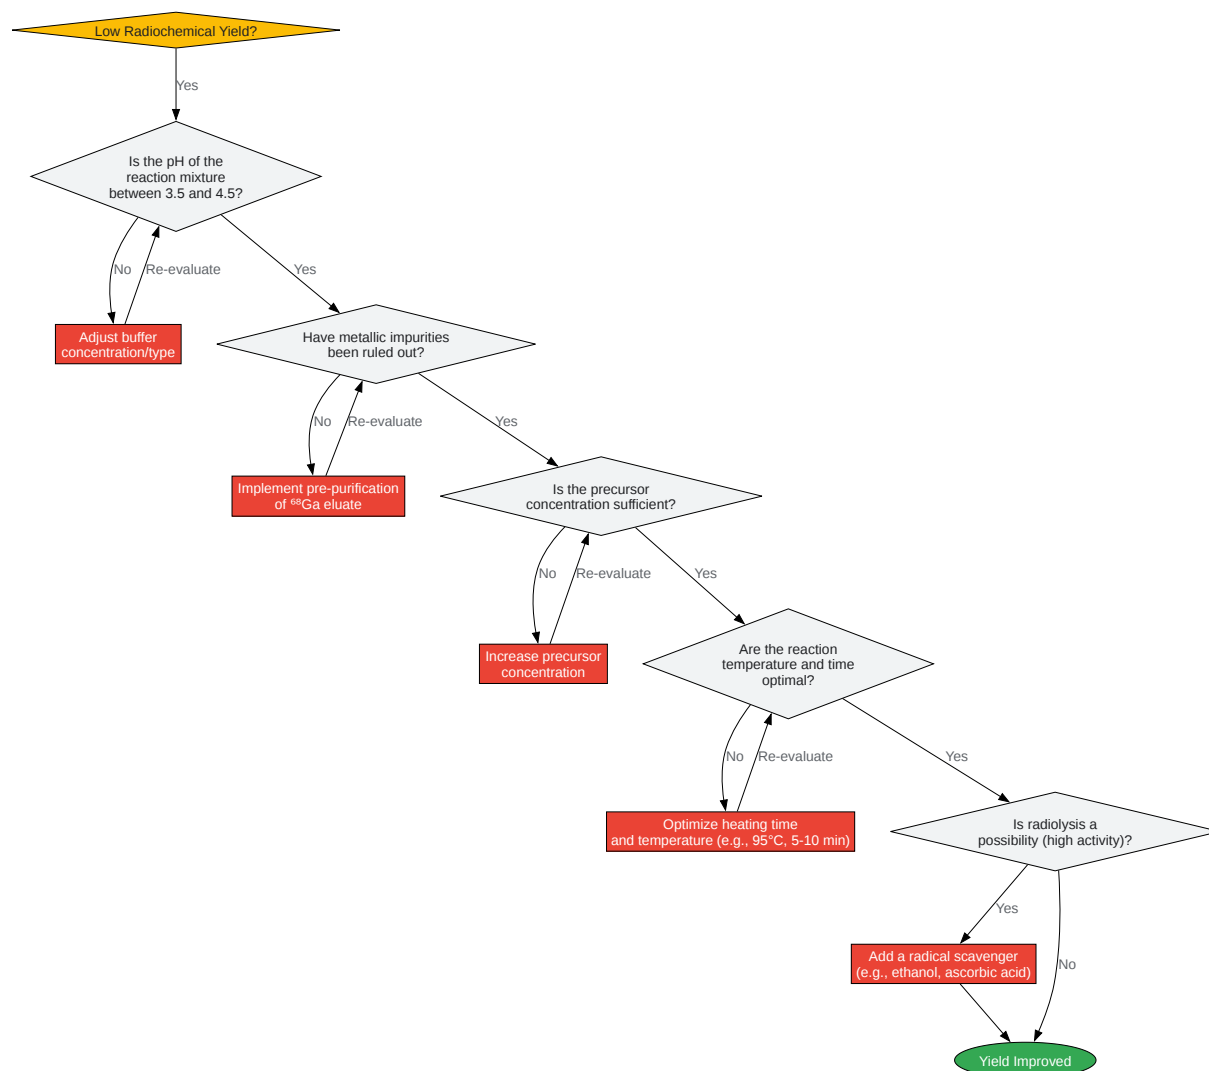 Low Radiochemical Yield?
Yes
Is the pH of the
reaction mixture
between 3.5 and 4.5?
No
Re-evaluate
Yes
Adjust buffer
concentration/type
Have metallic impurities
been ruled out?
No
Re-evaluate
Yes
Implement pre-purification
of ⁶⁸Ga eluate
Is the precursor
concentration sufficient?
No
Re-evaluate
Yes
Increase precursor
concentration
Are the reaction
temperature and time
optimal?
No
Re-evaluate
Yes
Optimize heating time
and temperature (e.g., 95°C, 5-10 min)
Is radiolysis a
possibility (high activity)?
Yes
No
Add a radical scavenger
(e.g., ethanol, ascorbic acid)
Yield Improved